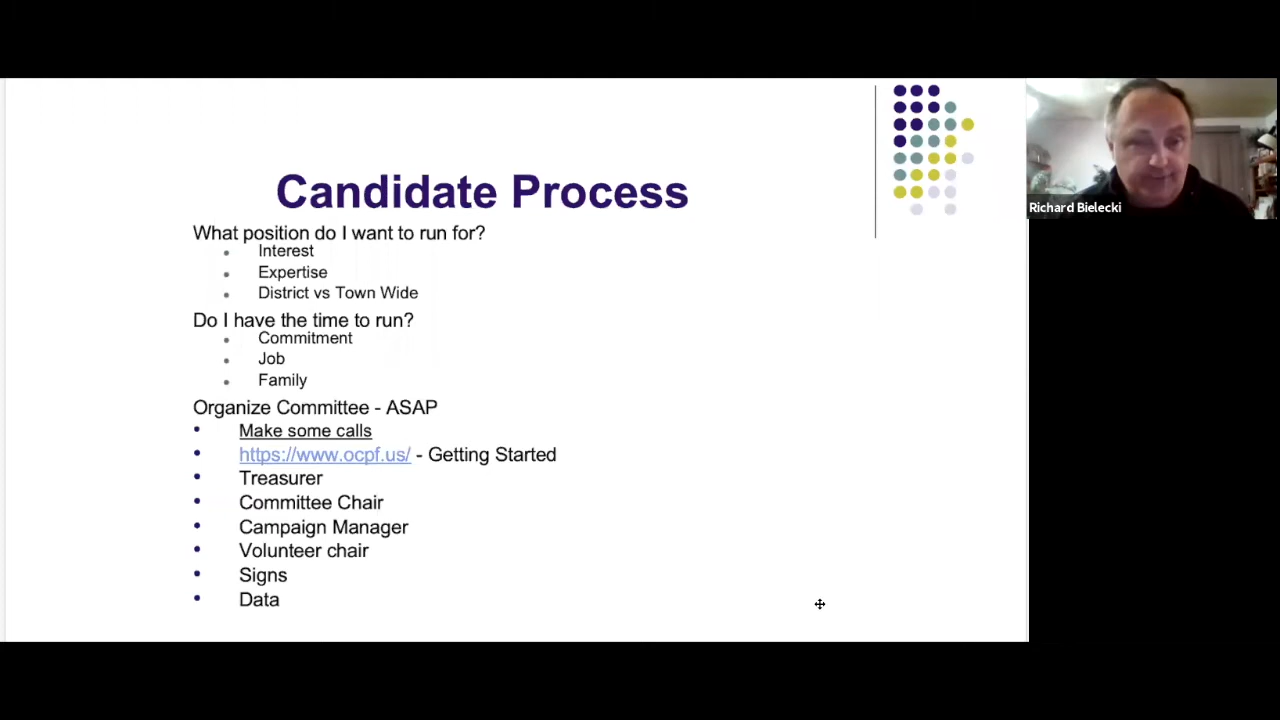 Candidate Process
What position do I want to run for?
Interest
Expertise
District vs Town Wide
Do I have the time to run?
Commitment
Job
Family
Organize Committee - ASAP
Make some calls
https://www.ocpf.us/ - Getting Started
Treasurer
Committee Chair
Campaign Manager
Volunteer chair
Signs
Data
Richard Bielecki